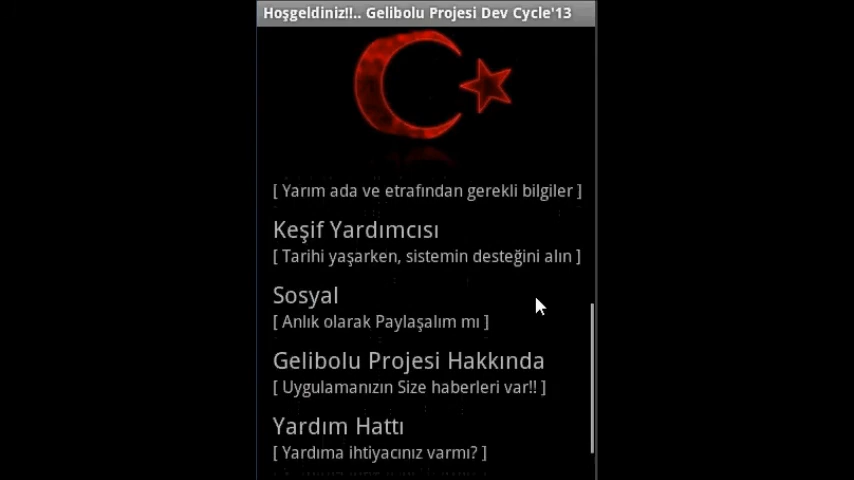 Hoşgeldiniz!!.. Gelibolu Projesi Dev Cycle'13
[ Yarım ada ve etrafından gerekli bilgiler ]
Keşif Yardımcısı
[ Tarihi yaşarken, sistemin desteğini alın ]
Sosyal
[ Anlık olarak Paylaşalım mı ]
Gelibolu Projesi Hakkında
[ Uygulamanızın Size haberleri var!! ]
Yardım Hattı
[ Yardıma ihtiyacınız varmı? ]